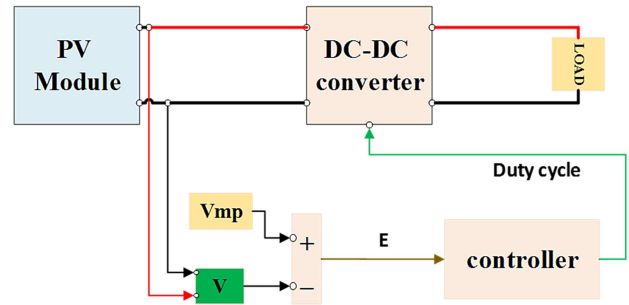 PV
Module
DC-DC
converter
LOAD
Duty cycle
Vmp
+
E
controller
V
−